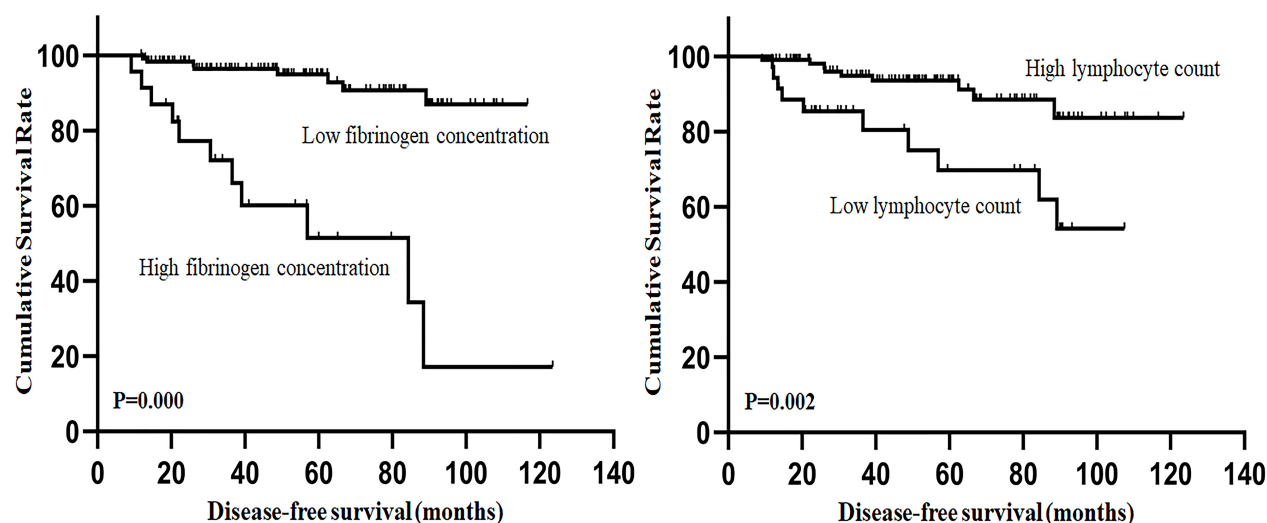 Cumulative Survival Rate
100
80
60
40
20
0
Low fibrinogen concentration
High fibrinogen concentration
P=0.000
0 20 40 60 80 100 120 140
Disease-free survival (months)
Cumulative Survival Rate
100
80
60
40
20
0
High lymphocyte count
Low lymphocyte count
P=0.002
0 20 40 60 80 100 120 140
Disease-free survival (months)